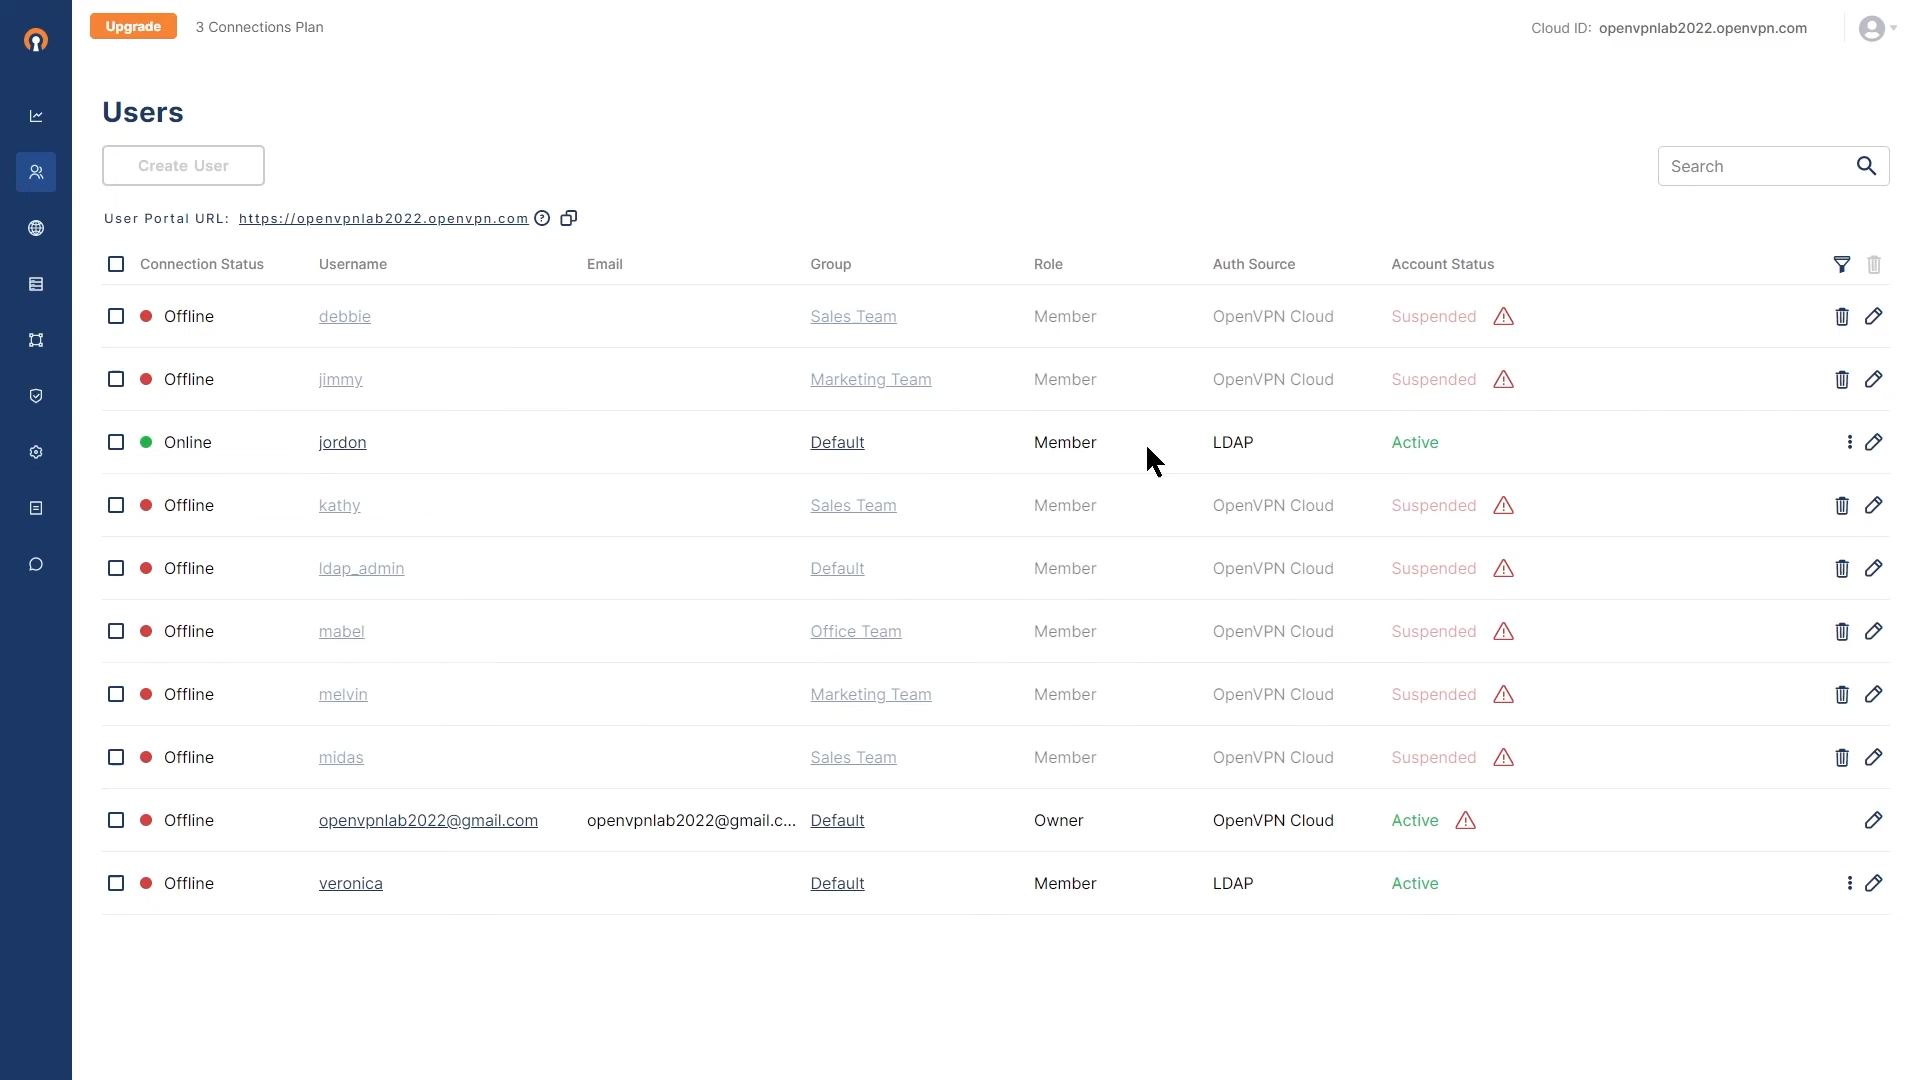 Upgrade 3 Connections Plan Cloud ID: openvpnlab2022.openvpn.com
Users
Create User Search
User Portal URL: https://openvpnlab2022.openvpn.com
Connection Status Username Email Group Role Auth Source Account Status
Offline debbie Sales Team Member OpenVPN Cloud Suspended
Offline jimmy Marketing Team Member OpenVPN Cloud Suspended
Online jordon Default Member LDAP Active
Offline kathy Sales Team Member OpenVPN Cloud Suspended
Offline ldap_admin Default Member OpenVPN Cloud Suspended
Offline mabel Office Team Member OpenVPN Cloud Suspended
Offline melvin Marketing Team Member OpenVPN Cloud Suspended
Offline midas Sales Team Member OpenVPN Cloud Suspended
Offline openvpnlab2022@gmail.com openvpnlab2022@gmail.c... Default Owner OpenVPN Cloud Active
Offline veronica Default Member LDAP Active